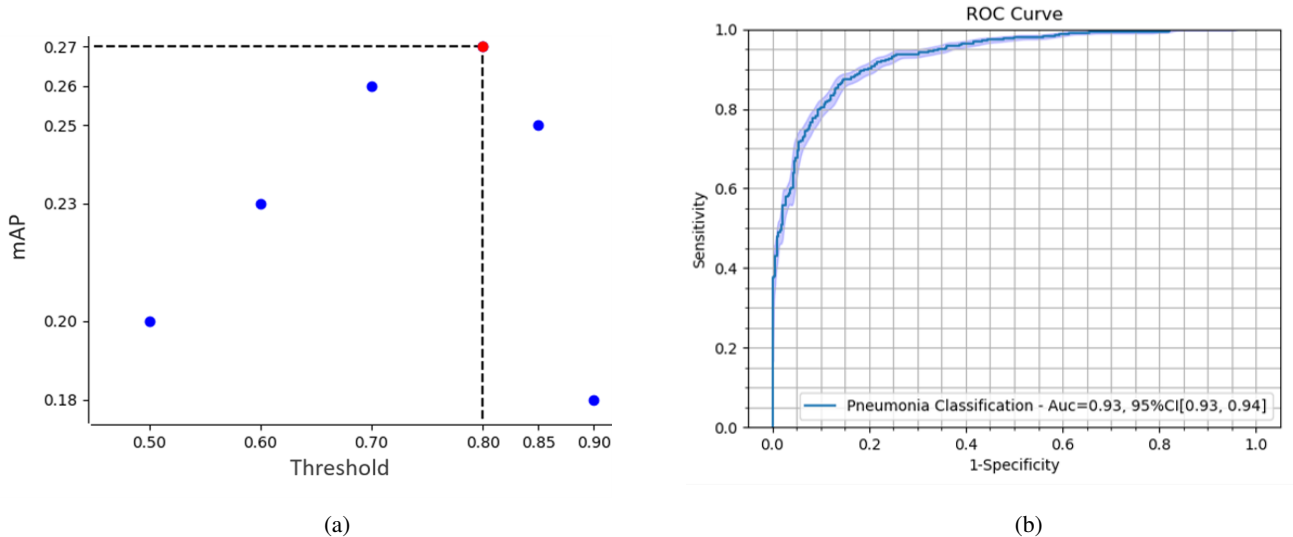 0.27
0.26
0.25
0.23
0.20
0.18
mAP
0.50 0.60 0.70 0.80 0.85 0.90
Threshold
(a)
ROC Curve
1.0
0.8
0.6
0.4
0.2
0.0
Sensitivity
Pneumonia Classification - Auc=0.93, 95%CI[0.93, 0.94]
0.0 0.2 0.4 0.6 0.8 1.0
1-Specificity
(b)